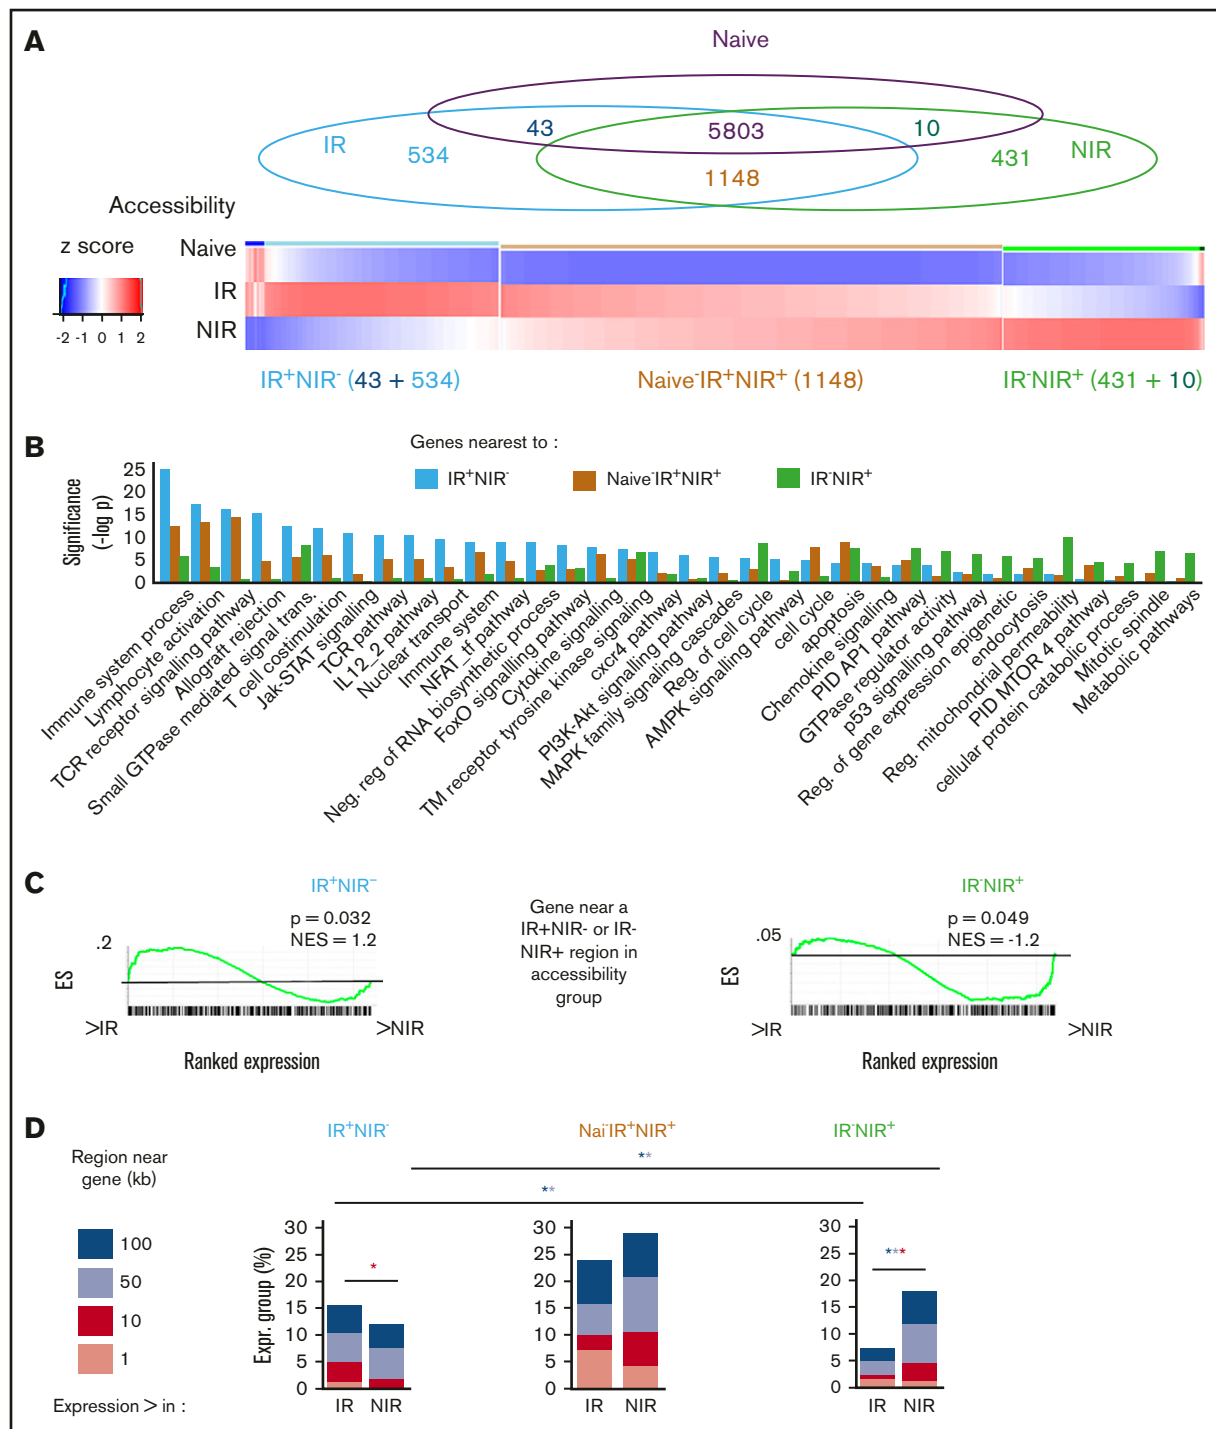 A
Naive
IR
NIR
43
5803
10
534
431
1148
Accessibility
z score
-2 -1 0 1 2
Naive
IR
NIR
IR+NIR- (43 + 534)
Naive-IR+NIR+ (1148)
IR-NIR+ (431 + 10)
B
Genes nearest to :
IR+NIR-
Naive-IR+NIR+
IR-NIR+
Significance
(-log p)
25
20
15
10
5
0
Immune system process
Lymphocyte activation
TCR receptor signalling pathway
Allograft rejection
Small GTPase mediated signal trans.
T cell costimulation
Jak-STAT signalling
TCR pathway
IL12_2 pathway
Nuclear transport
Immune system
NFAT_tf pathway
Neg. reg of RNA biosynthetic process
FoxO signalling pathway
Cytokine signalling
TM receptor tyrosine kinase signaling
cxcr4 pathway
PI3K-Akt signalling pathway
MAPK family signaling cascades
Reg. of cell cycle
AMPK signalling pathway
cell cycle
apoptosis
Chemokine signalling
PID AP1 pathway
GTPase regulator activity
p53 signalling pathway
Reg. of gene expression epigenetic
endocytosis
Reg. mitochondrial permeability
PID MTOR 4 pathway
cellular protein catabolic process
Mitotic spindle
Metabolic pathways
C
IR+NIR−
p = 0.032
NES = 1.2
.2
ES
>IR
>NIR
Ranked expression
Gene near a
IR+NIR- or IR-
NIR+ region in
accessibility
group
IR-NIR+
p = 0.049
NES = -1.2
.05
ES
>IR
>NIR
Ranked expression
D
Region near
gene (kb)
100
50
10
1
Expression > in :
IR+NIR-
Nai-IR+NIR+
IR-NIR+
**
**
Expr. group (%)
30
25
20
15
10
5
0
*
IR NIR
30
25
20
15
10
5
0
IR NIR
30
25
20
15
10
5
0
***
IR NIR